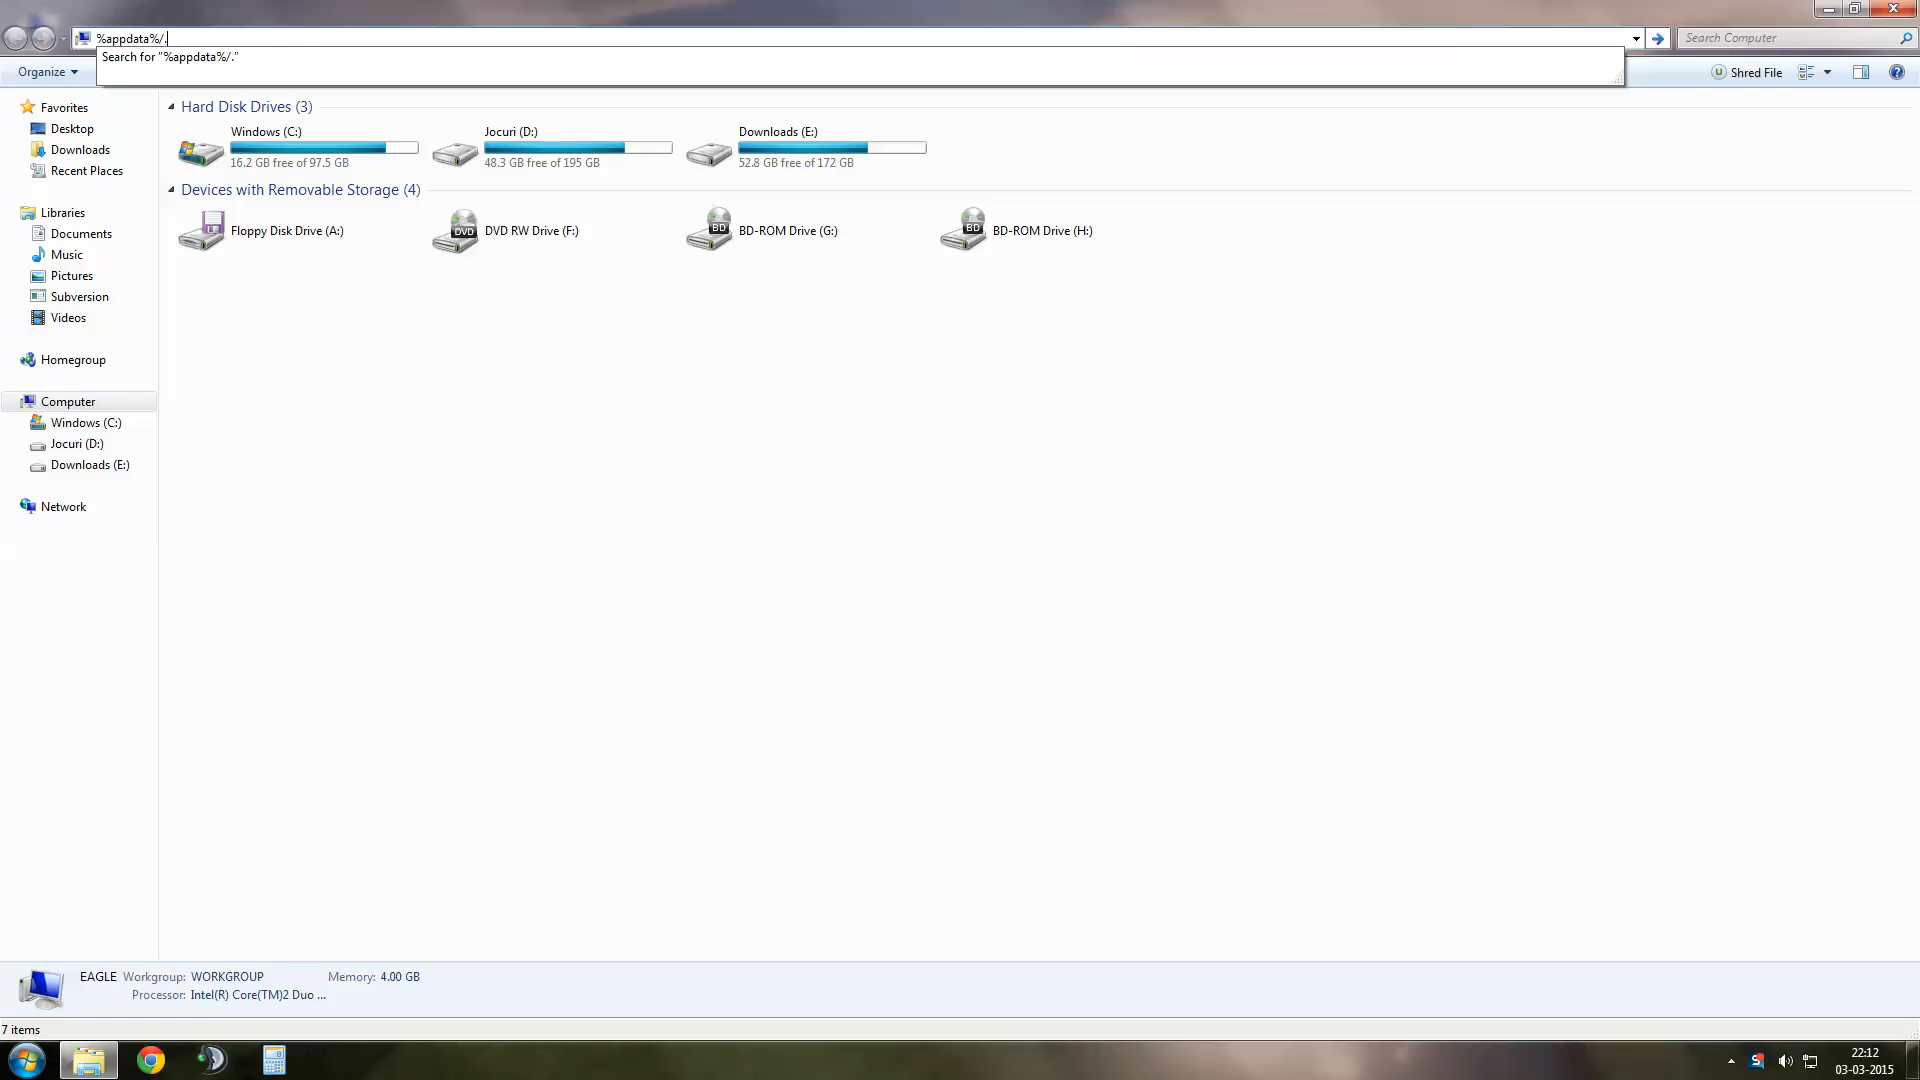 %appdata%/.
Search Computer
Search for "%appdata%/."
Organize
Shred File
Favorites
Desktop
Downloads
Recent Places
Libraries
Documents
Music
Pictures
Subversion
Videos
Homegroup
Computer
Windows (C:)
Jocuri (D:)
Downloads (E:)
Network
Hard Disk Drives (3)
Windows (C:)
16.2 GB free of 97.5 GB
Jocuri (D:)
48.3 GB free of 195 GB
Downloads (E:)
52.8 GB free of 172 GB
Devices with Removable Storage (4)
Floppy Disk Drive (A:)
DVD
DVD RW Drive (F:)
BD
BD-ROM Drive (G:)
BD
BD-ROM Drive (H:)
EAGLE Workgroup: WORKGROUP Memory: 4.00 GB
Processor: Intel(R) Core(TM)2 Duo ...
7 items
22:12
03-03-2015